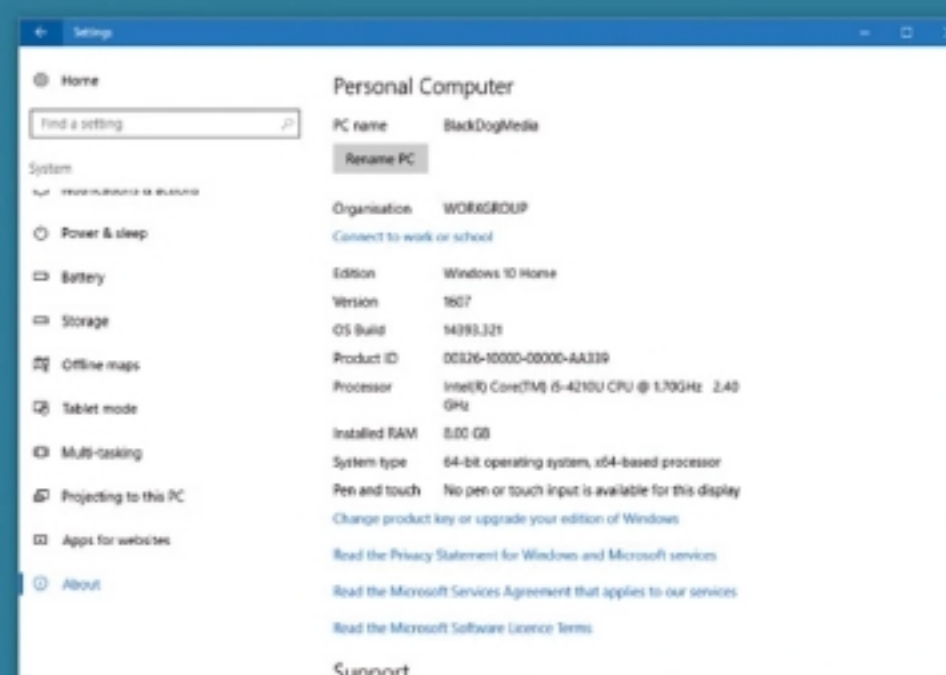 Settings
Home
Find a setting
System
Notifications & actions
Power & sleep
Battery
Storage
Offline maps
Tablet mode
Multi-tasking
Projecting to this PC
Apps for websites
About
Personal Computer
PC name BlackDogMedia
Rename PC
Organisation WORKGROUP
Connect to work or school
Edition Windows 10 Home
Version 1607
OS Build 14393.321
Product ID 00326-10000-00000-AA339
Processor Intel(R) Core(TM) i5-4210U CPU @ 1.70GHz 2.40
GHz
Installed RAM 8.00 GB
System type 64-bit operating system, x64-based processor
Pen and touch No pen or touch input is available for this display
Change product key or upgrade your edition of Windows
Read the Privacy Statement for Windows and Microsoft services
Read the Microsoft Services Agreement that applies to our services
Read the Microsoft Software Licence Terms
Support